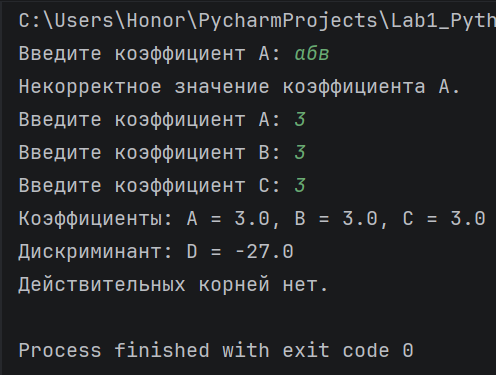 C:\Users\Honor\PycharmProjects\Lab1_Pyth
Введите коэффициент A: абв
Некорректное значение коэффициента A.
Введите коэффициент A: 3
Введите коэффициент B: 3
Введите коэффициент C: 3
Коэффициенты: A = 3.0, B = 3.0, C = 3.0
Дискриминант: D = -27.0
Действительных корней нет.
Process finished with exit code 0